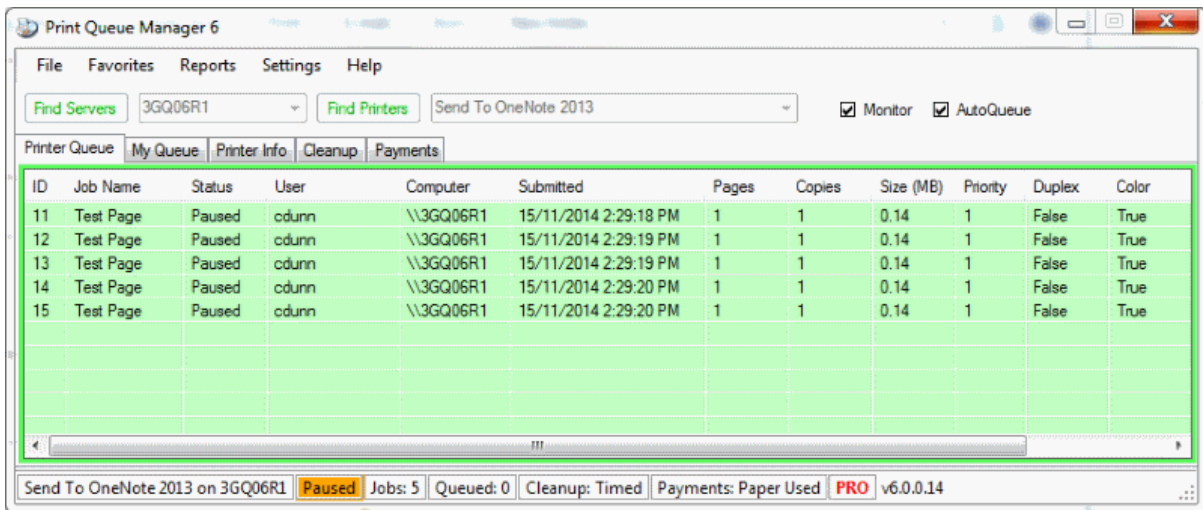 Print Queue Manager 6
File Favorites Reports Settings Help
Find Servers 3GQ06R1 Find Printers Send To OneNote 2013 Monitor AutoQueue
Printer Queue My Queue Printer Info Cleanup Payments
ID Job Name Status User Computer Submitted Pages Copies Size (MB) Priority Duplex Color
11 Test Page Paused cdunn \\3GQ06R1 15/11/2014 2:29:18 PM 1 1 0.14 1 False True
12 Test Page Paused cdunn \\3GQ06R1 15/11/2014 2:29:19 PM 1 1 0.14 1 False True
13 Test Page Paused cdunn \\3GQ06R1 15/11/2014 2:29:19 PM 1 1 0.14 1 False True
14 Test Page Paused cdunn \\3GQ06R1 15/11/2014 2:29:20 PM 1 1 0.14 1 False True
15 Test Page Paused cdunn \\3GQ06R1 15/11/2014 2:29:20 PM 1 1 0.14 1 False True
Send To OneNote 2013 on 3GQ06R1 Paused Jobs: 5 Queued: 0 Cleanup: Timed Payments: Paper Used PRO v6.0.0.14